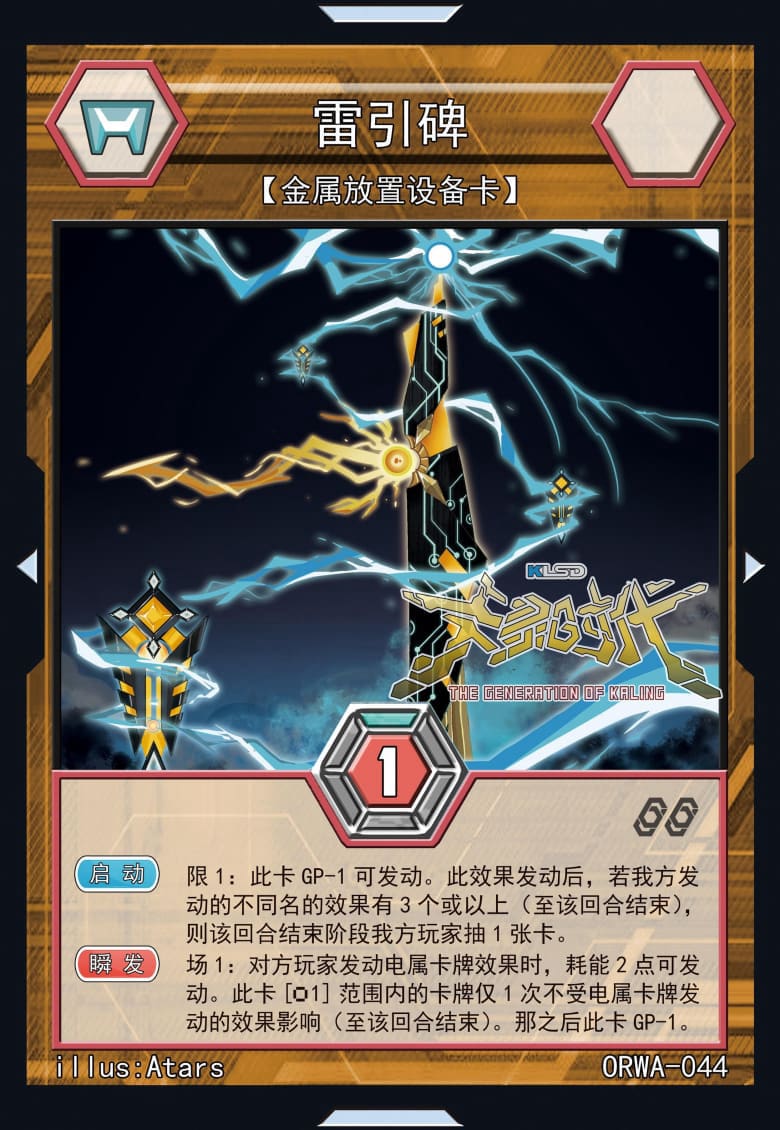 雷引碑
【金属放置设备卡】
KLSD
卡灵时代
THE GENERATION OF KALING
1
启动
限1：此卡GP-1可发动。此效果发动后，若我方发
动的不同名的效果有3个或以上（至该回合结束），
则该回合结束阶段我方玩家抽1张卡。
瞬发
场1：对方玩家发动电属卡牌效果时，耗能2点可发
动。此卡[1]范围内的卡牌仅1次不受电属卡牌发
动的效果影响（至该回合结束）。那之后此卡GP-1。
illus:Atars
ORWA-044